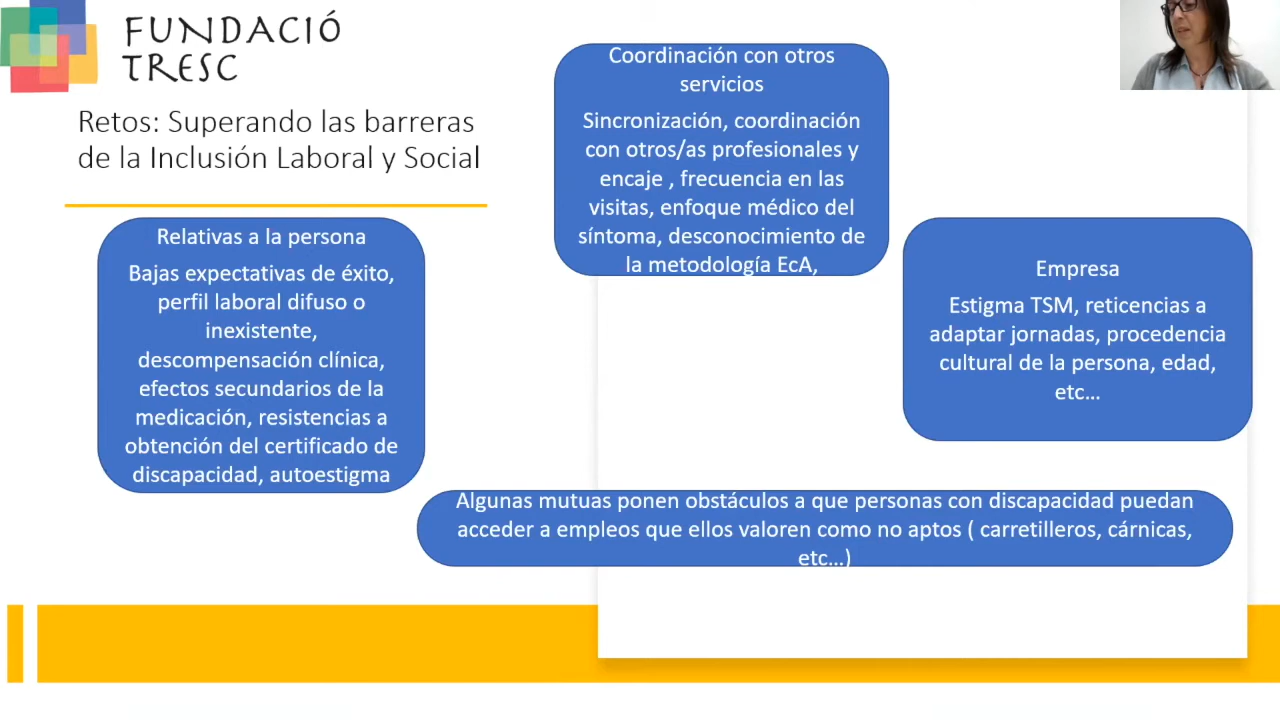 FUNDACIÓ
TRESC
Retos: Superando las barreras
de la Inclusión Laboral y Social
Relativas a la persona
Bajas expectativas de éxito,
perfil laboral difuso o
inexistente,
descompensación clínica,
efectos secundarios de la
medicación, resistencias a
obtención del certificado de
discapacidad, autoestigma
Coordinación con otros
servicios
Sincronización, coordinación
con otros/as profesionales y
encaje , frecuencia en las
visitas, enfoque médico del
síntoma, desconocimiento de
la metodología EcA,
Empresa
Estigma TSM, reticencias a
adaptar jornadas, procedencia
cultural de la persona, edad,
etc…
Algunas mutuas ponen obstáculos a que personas con discapacidad puedan
acceder a empleos que ellos valoren como no aptos ( carretilleros, cárnicas,
etc…)